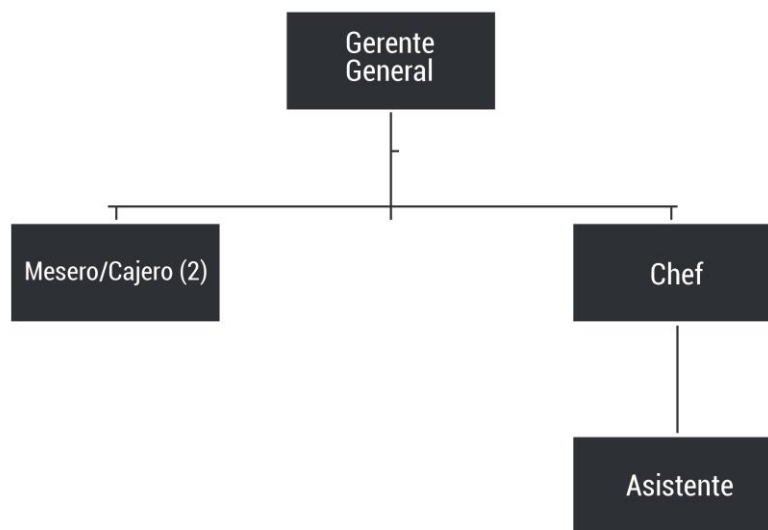 Gerente
General
Mesero/Cajero (2)
Chef
Asistente